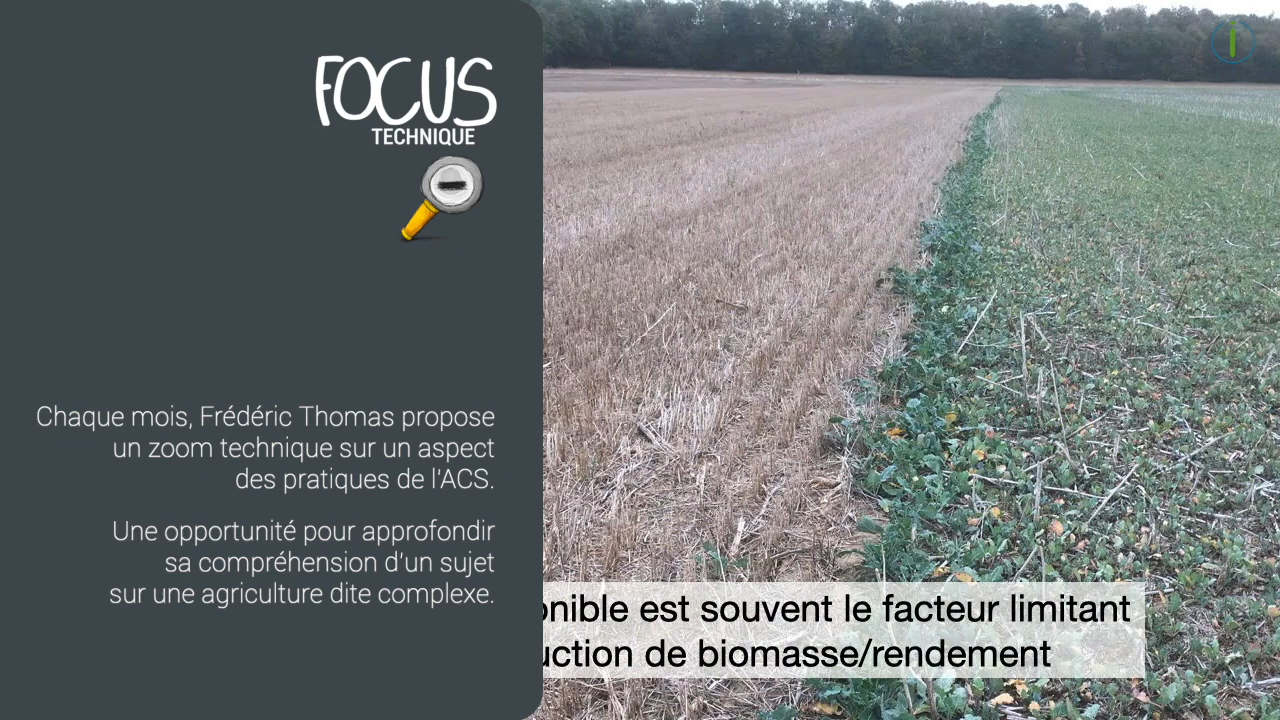 FOCUS
TECHNIQUE
Chaque mois, Frédéric Thomas propose
un zoom technique sur un aspect
des pratiques de l'ACS.
Une opportunité pour approfondir
sa compréhension d'un sujet
sur une agriculture dite complexe.
est souvent le facteur limitant
de biomasse/rendement